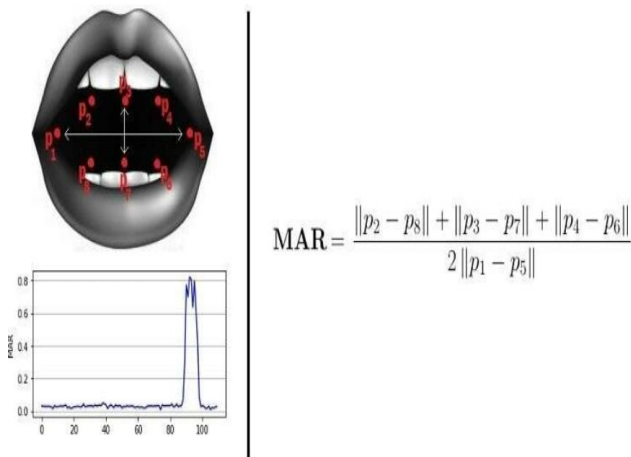 p3
p2
p4
p1
p5
p8
p7
p6
MAR = ||p2 − p8|| + ||p3 − p7|| + ||p4 − p6||
2 ||p1 − p5||
0.8
0.6
0.4
0.2
0.0
MAR
0 20 40 60 80 100